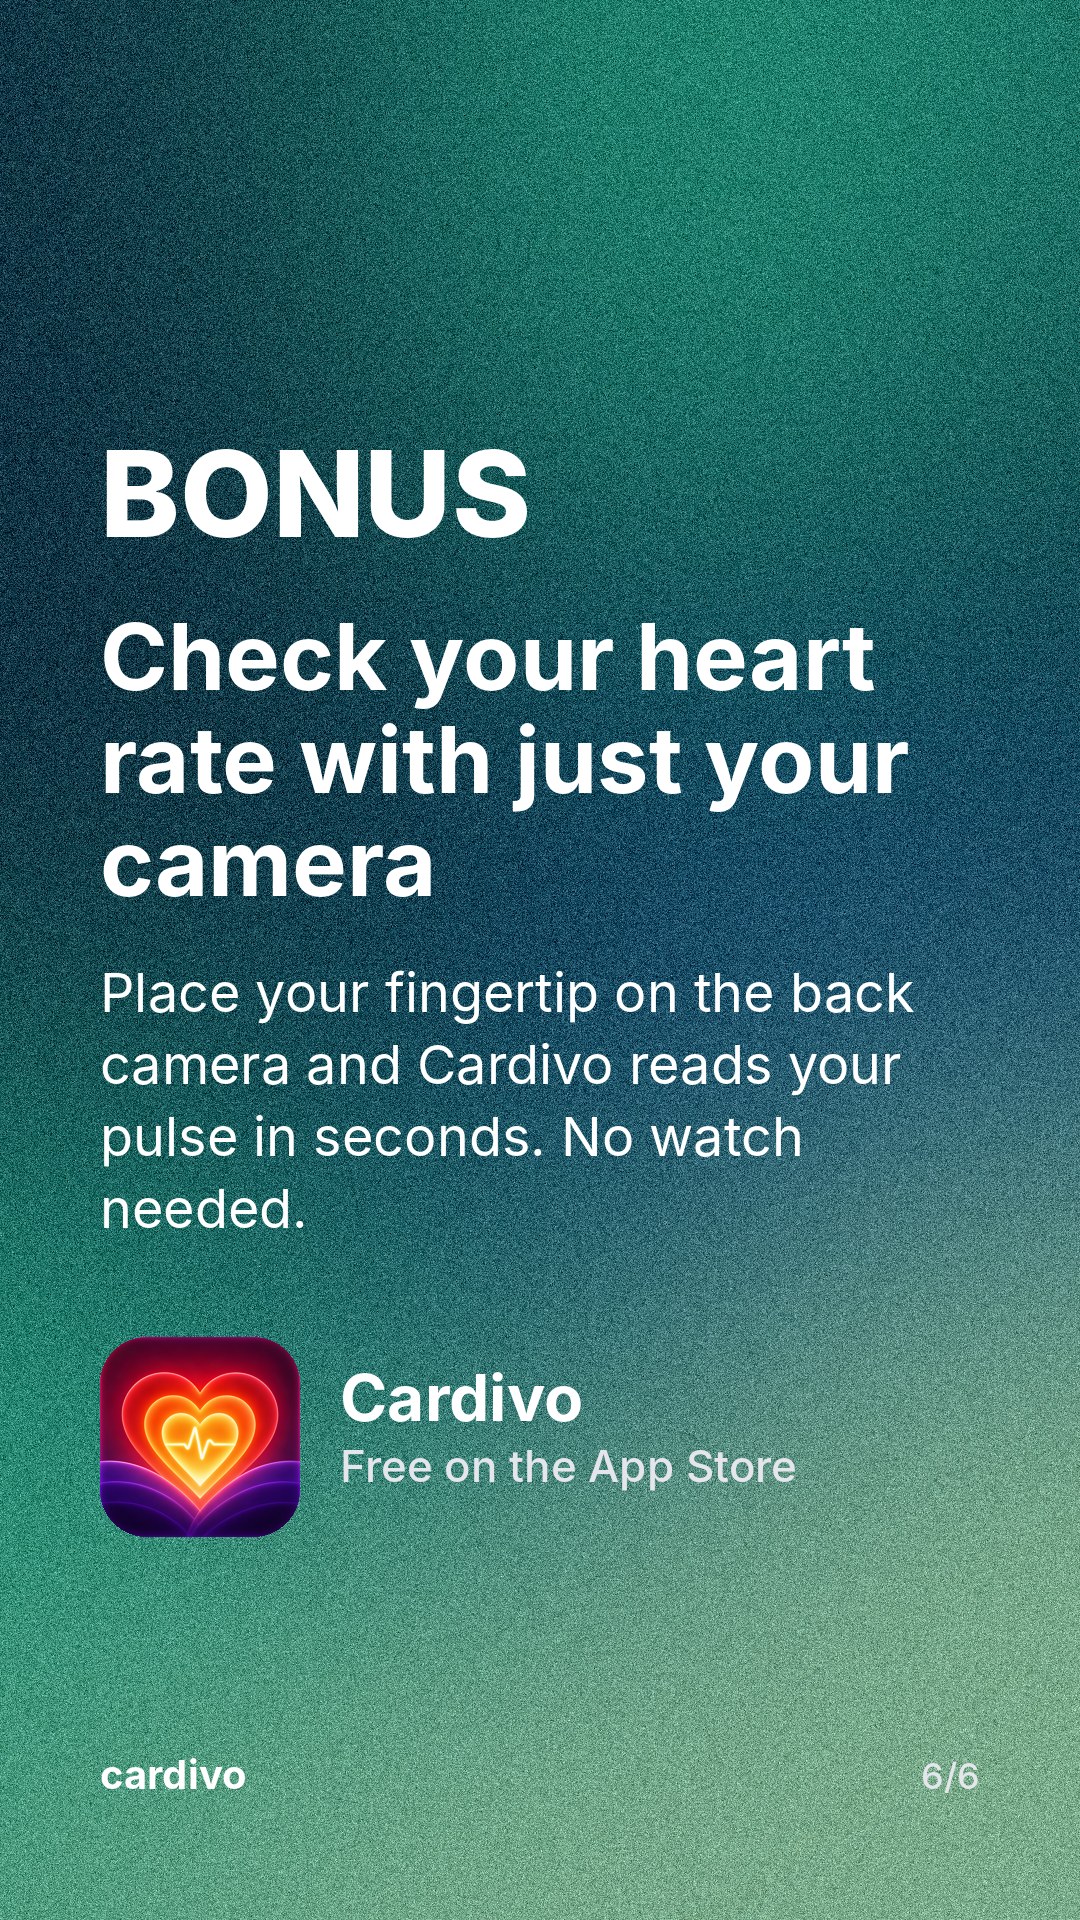 BONUS
Check your heart
rate with just your
camera
Place your fingertip on the back
camera and Cardivo reads your
pulse in seconds. No watch
needed.
Cardivo
Free on the App Store
cardivo
6/6